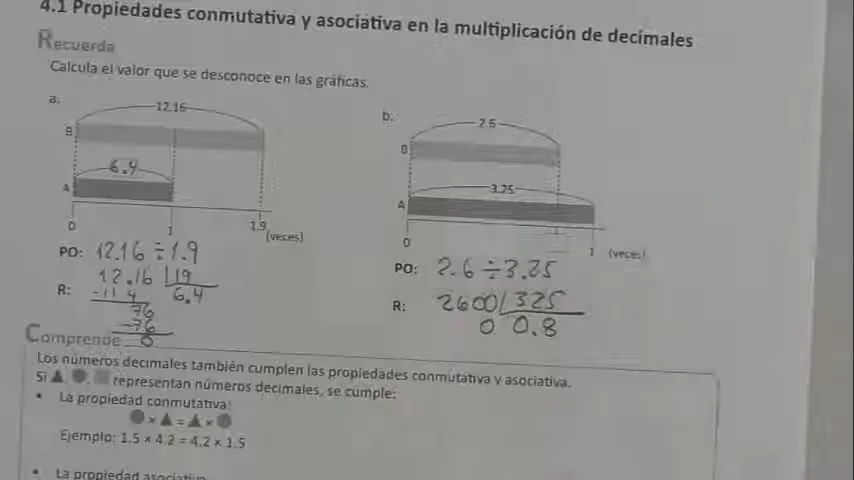 4.1 Propiedades conmutativa y asociativa en la multiplicación de decimales
Recuerda
Calcula el valor que se desconoce en las gráficas.
a.
12.16
B
6.4
A
0 1 1.9 (veces)
PO: 12.16 ÷ 1.9
12.16 19
R: -11 4 6.4
76
-76
0
b.
2.6
B
3.25
A
0 1 (veces)
PO: 2.6 ÷ 3.25
R: 2600 325
0 0.8
Comprende
Los números decimales también cumplen las propiedades conmutativa y asociativa.
Si ▲, ●, ■ representan números decimales, se cumple:
• La propiedad conmutativa:
● × ▲ = ▲ × ●
Ejemplo: 1.5 × 4.2 = 4.2 × 1.5
• La propiedad asociativa